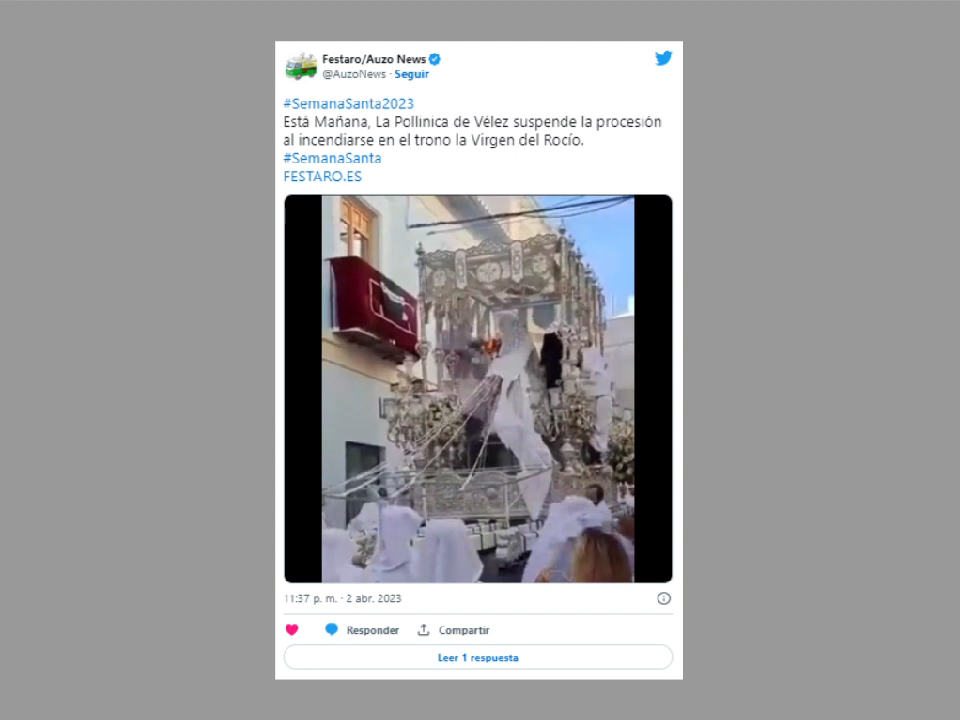 Festaro/Auzo News
@AuzoNews · Seguir
#SemanaSanta2023
Está Mañana, La Pollinica de Vélez suspende la procesión
al incendiarse en el trono la Virgen del Rocío.
#SemanaSanta
FESTARO.ES
11:37 p. m. · 2 abr. 2023
Responder
Compartir
Leer 1 respuesta